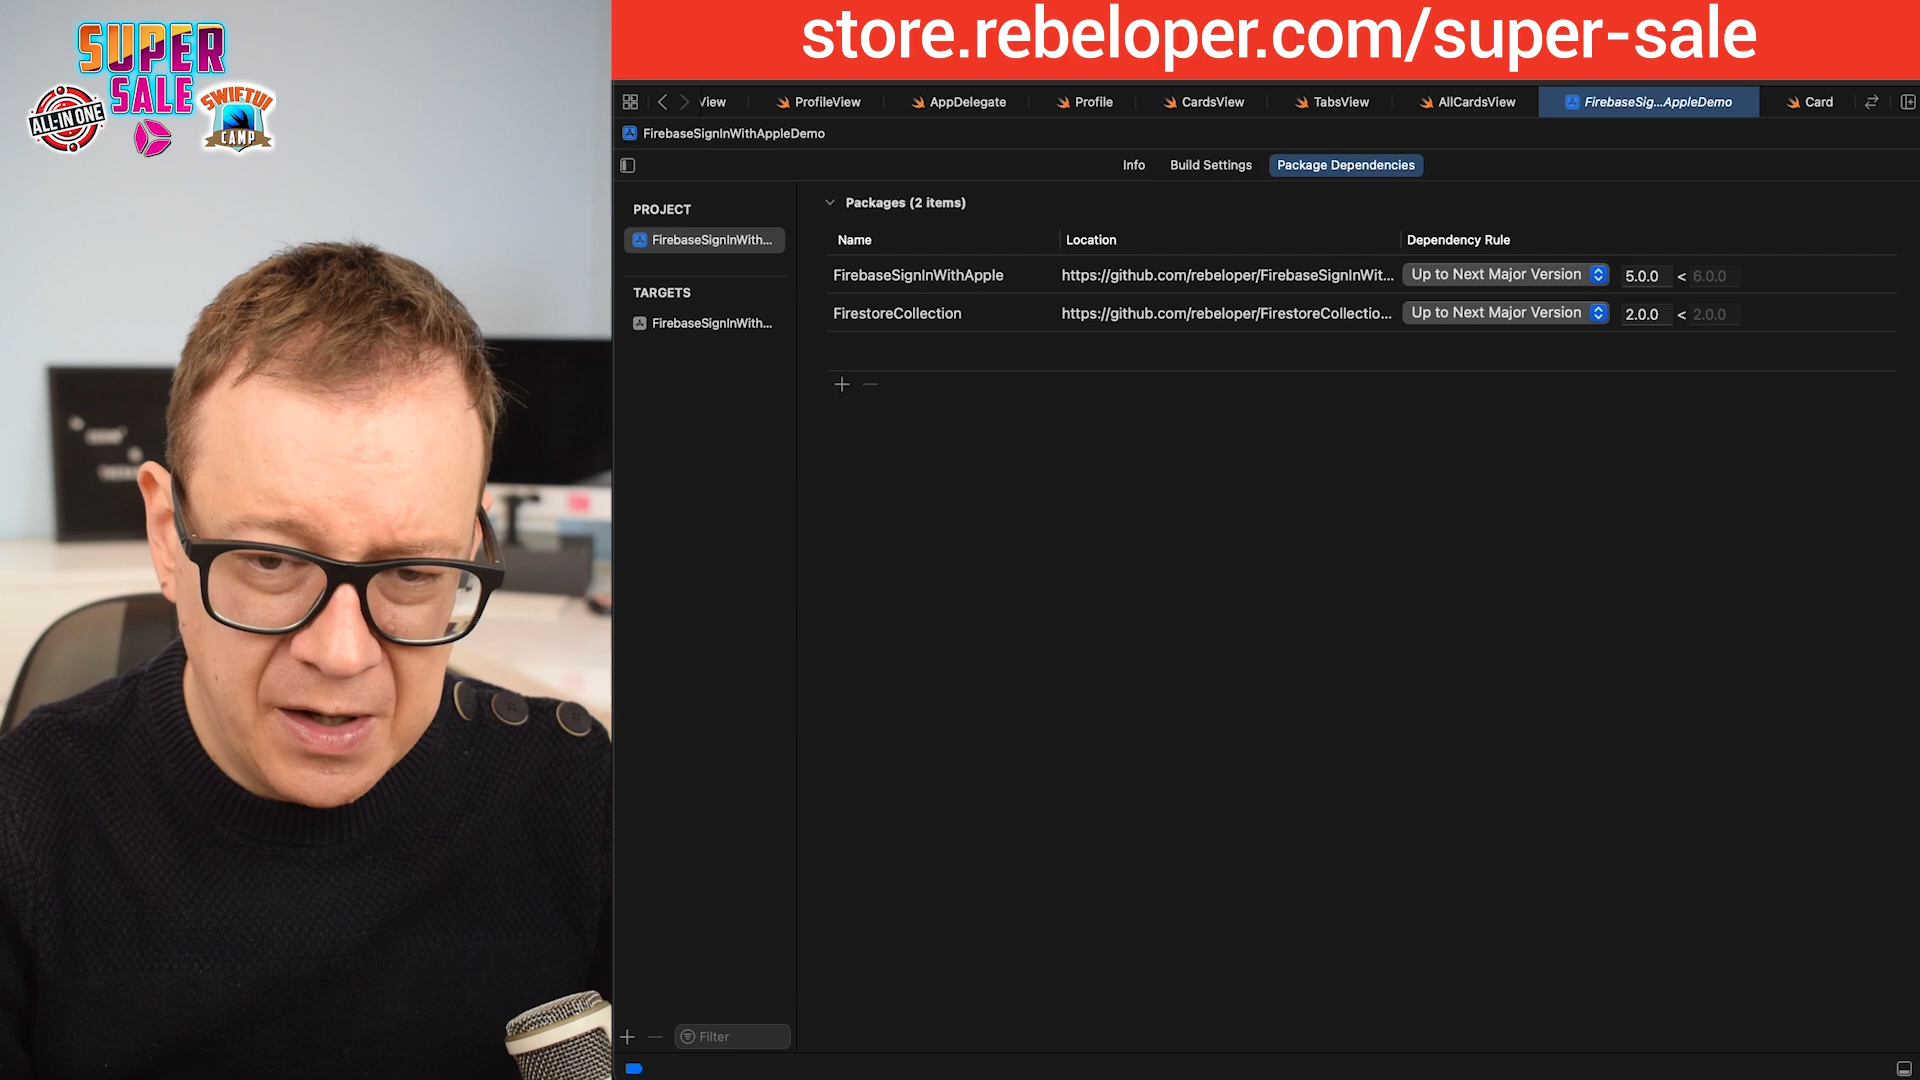 store.rebeloper.com/super-sale
SUPER
SALE
ALL-IN ONE
SWIFTUI
CAMP
View
ProfileView
AppDelegate
Profile
CardsView
TabsView
AllCardsView
FirebaseSig...AppleDemo
Card
FirebaseSignInWithAppleDemo
Info
Build Settings
Package Dependencies
PROJECT
FirebaseSignInWith...
TARGETS
FirebaseSignInWith...
Packages (2 items)
Name
Location
Dependency Rule
FirebaseSignInWithApple
https://github.com/rebeloper/FirebaseSignInWit...
Up to Next Major Version
5.0.0 < 6.0.0
FirestoreCollection
https://github.com/rebeloper/FirestoreCollectio...
Up to Next Major Version
2.0.0 < 2.0.0
Filter